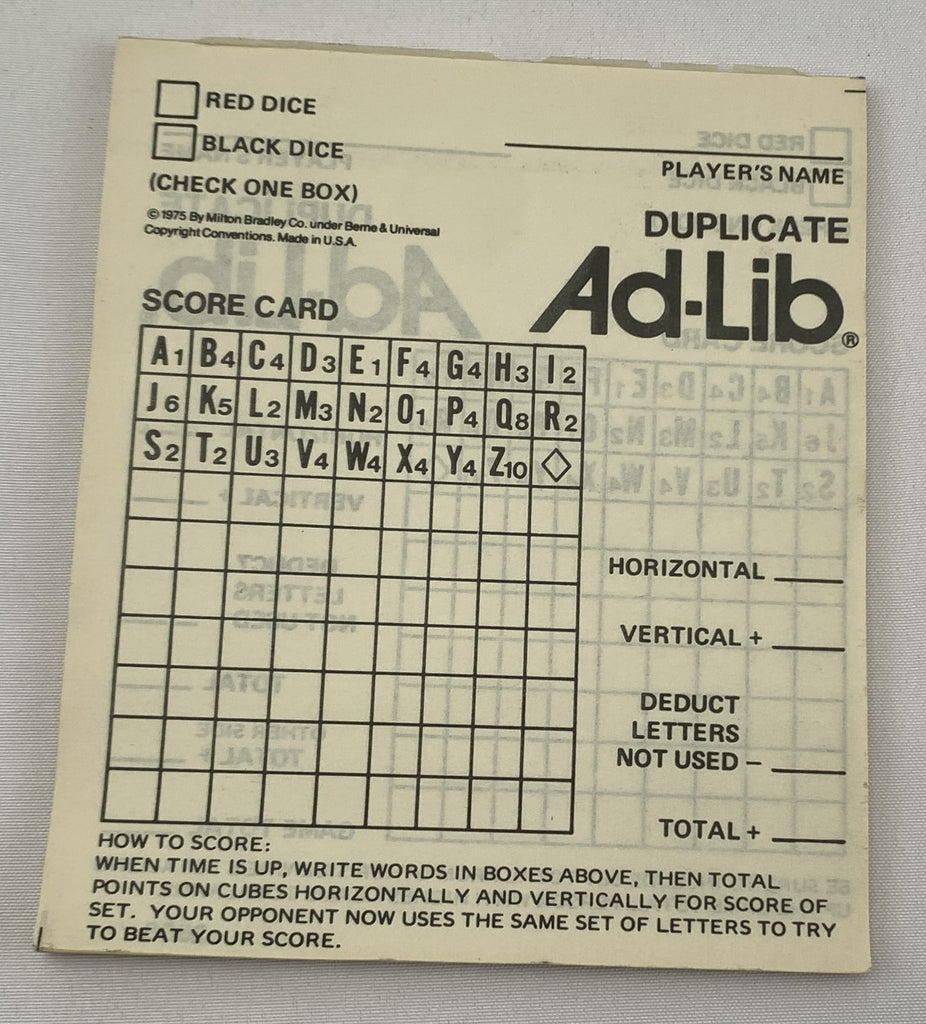 RED DICE
BLACK DICE
(CHECK ONE BOX)
© 1975 By Milton Bradley Co. under Berne & Universal
Copyright Conventions. Made in U.S.A.
PLAYER'S NAME
DUPLICATE
Ad-Lib®
SCORE CARD
A1 B4 C4 D3 E1 F4 G4 H3 I2
J6 K5 L2 M3 N2 O1 P4 Q8 R2
S2 T2 U3 V4 W4 X4 Y4 Z10 ◇
HORIZONTAL
VERTICAL +
DEDUCT
LETTERS
NOT USED –
TOTAL +
HOW TO SCORE:
WHEN TIME IS UP, WRITE WORDS IN BOXES ABOVE, THEN TOTAL
POINTS ON CUBES HORIZONTALLY AND VERTICALLY FOR SCORE OF
SET. YOUR OPPONENT NOW USES THE SAME SET OF LETTERS TO TRY
TO BEAT YOUR SCORE.